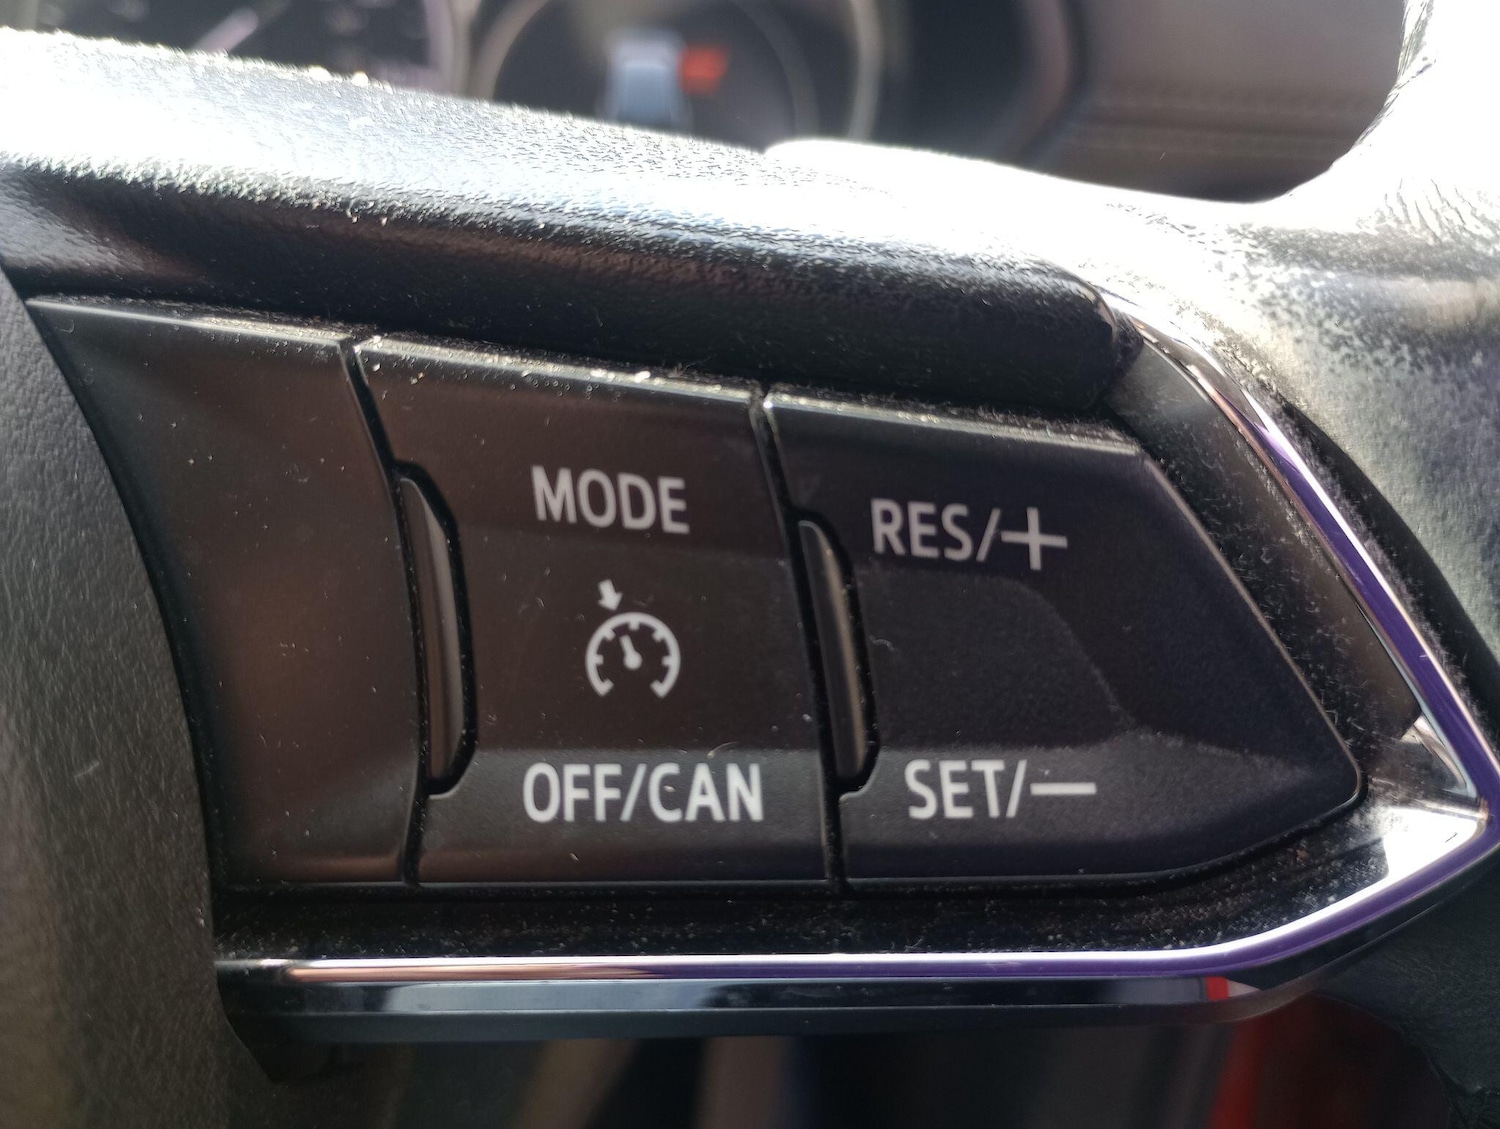 MODE
RES/+
OFF/CAN
SET/—